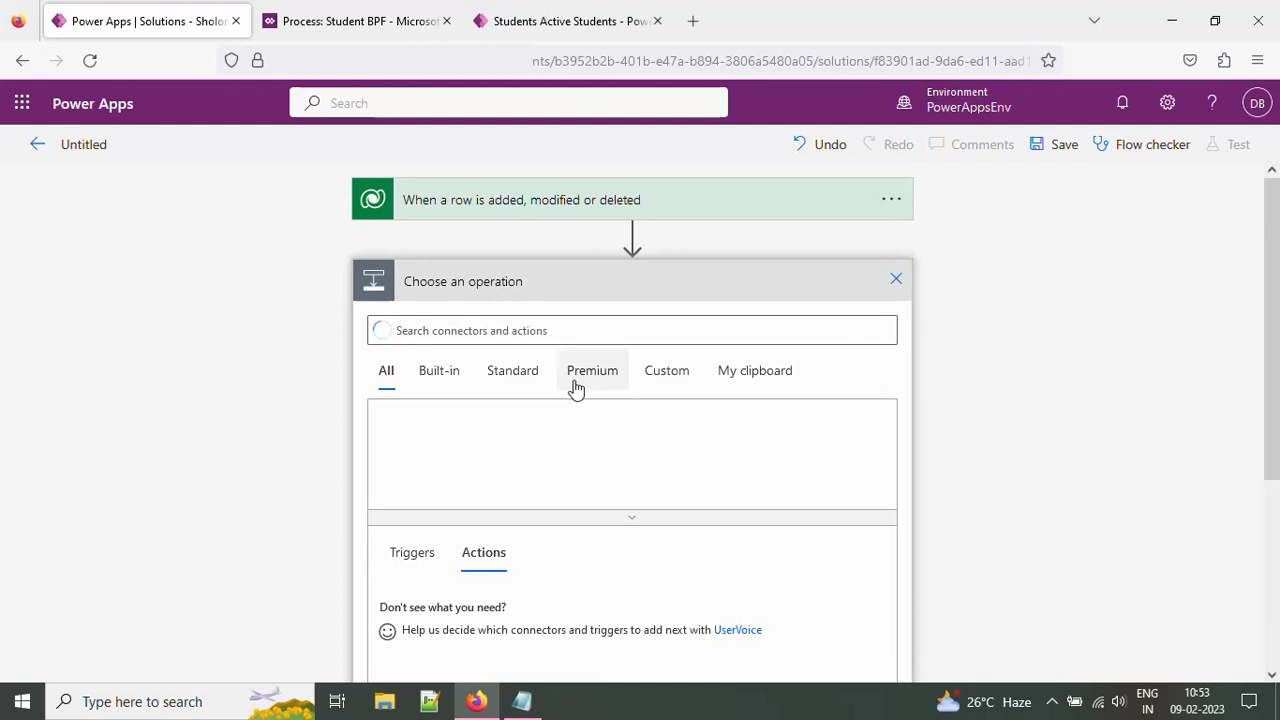 Power Apps | Solutions - Sholor
Process: Student BPF - Microsof
Students Active Students - Pow
nts/b3952b2b-401b-e47a-b894-3806a5480a05/solutions/f83901ad-9da6-ed11-aad1
Power Apps
Search
Environment
PowerAppsEnv
DB
Untitled
Undo
Redo
Comments
Save
Flow checker
Test
When a row is added, modified or deleted
Choose an operation
Search connectors and actions
All
Built-in
Standard
Premium
Custom
My clipboard
Triggers
Actions
Don't see what you need?
Help us decide which connectors and triggers to add next with UserVoice
Type here to search
26°C Haze
ENG
IN
10:53
09-02-2023